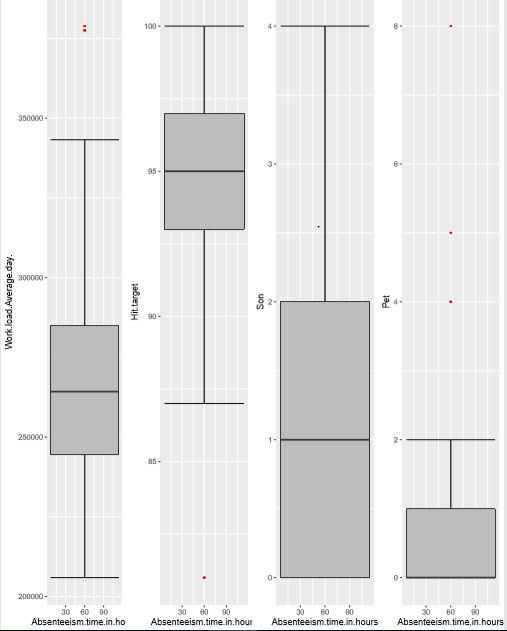 Work.load.Average.day.
350000
300000
250000
200000
30 60 90
Absenteeism.time.in.ho
Hit.target
100
95
90
85
30 60 90
Absenteeism.time.in.hour
Son
4
3
2
1
0
30 60 90
Absenteeism.time.in.hours
Pet
8
6
4
2
0
30 60 90
Absenteeism.time.in.hours